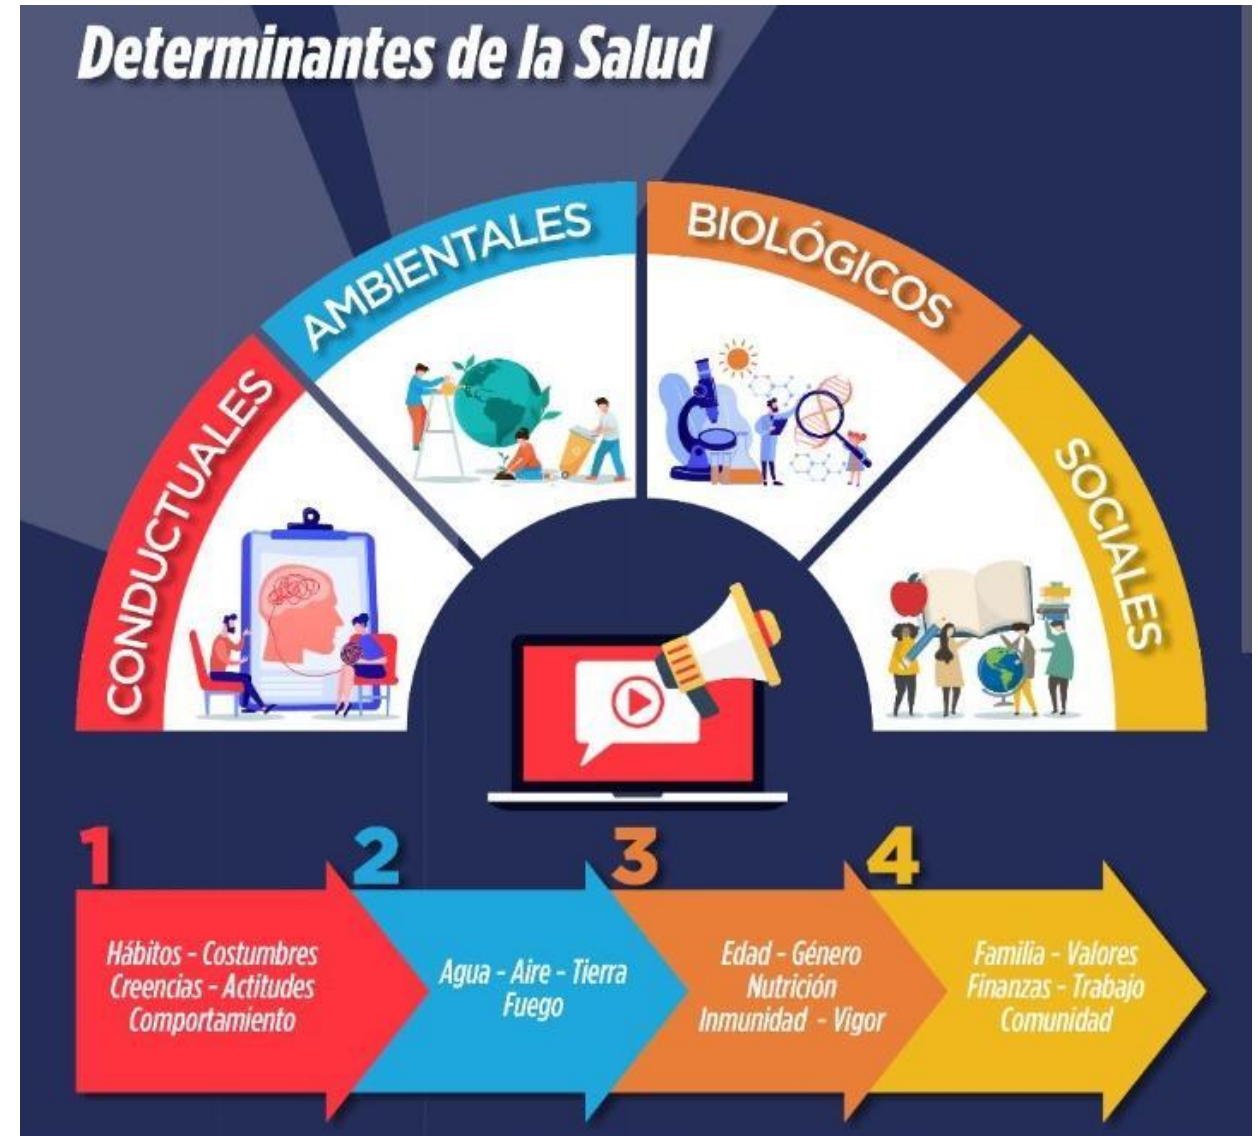 Determinantes de la Salud
CONDUCTUALES
AMBIENTALES
BIOLÓGICOS
SOCIALES
1
Hábitos - Costumbres
Creencias - Actitudes
Comportamiento
2
Agua - Aire - Tierra
Fuego
3
Edad - Género
Nutrición
Inmunidad - Vigor
4
Familia - Valores
Finanzas - Trabajo
Comunidad